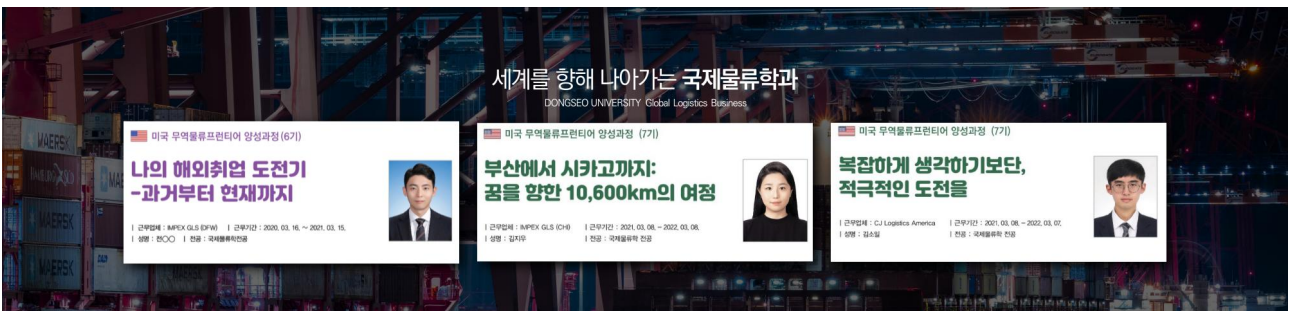 세계를 향해 나아가는 국제물류학과
DONGSEO UNIVERSITY Global Logistics Business
미국 무역물류프런티어 양성과정(6기)
나의 해외취업 도전기
-과거부터 현재까지
| 근무업체 : IMPEX GLS (DFW) | 근무기간 : 2020. 03. 16. ~ 2021. 03. 15.
| 성명 : 전○○ | 전공 : 국제물류학전공
미국 무역물류프런티어 양성과정 (7기)
부산에서 시카고까지:
꿈을 향한 10,600km의 여정
| 근무업체 : IMPEX GLS (CHI) | 근무기간 : 2021. 03. 08. ~ 2022. 03. 08.
| 성명 : 김지우 | 전공 : 국제물류학 전공
미국 무역물류프런티어 양성과정 (7기)
복잡하게 생각하기보단,
적극적인 도전을
| 근무업체 : CJ Logistics America | 근무기간 : 2021. 03. 08. ~ 2022. 03. 07.
| 성명 : 김소일 | 전공 : 국제물류학 전공
MAERSK
MAERSK
MAERSK